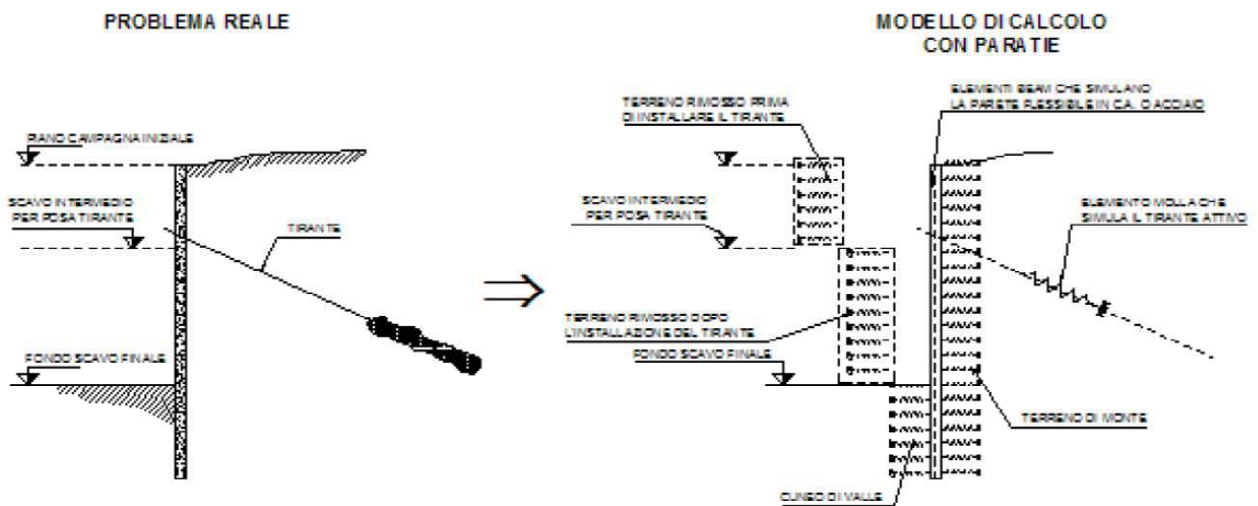 PROBLEMA REALE
PIANO CAMPAGNA INIZIALE
SCAVO INTERMEDIO
PER POSA TIRANTE
TIRANTE
FONDO SCAVO FINALE
MODELLO DI CALCOLO
CON PARATIE
TERRENO RIMOSSO PRIMA
DI INSTALLARE IL TIRANTE
ELEMENTI BEAM CHE SIMULANO
LA PARETE FLESSIBILE IN C.A. O ACCIAIO
SCAVO INTERMEDIO
PER POSA TIRANTE
ELEMENTO MOLLA CHE
SIMULA IL TIRANTE ATTIVO
TERRENO RIMOSSO DOPO
L'INSTALLAZIONE DEL TIRANTE
FONDO SCAVO FINALE
TERRENO DI MONTE
CUNEO DI VALLE